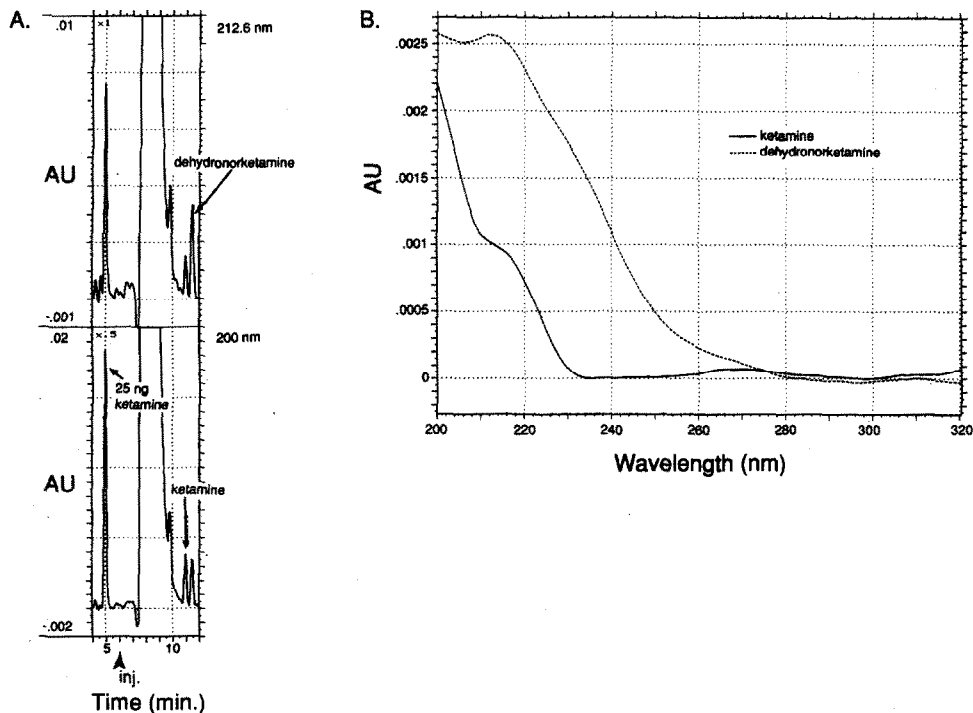 A.
.01
×1
212.6 nm
dehydronorketamine
AU
-.001
.02
×.5
200 nm
25 ng
ketamine
AU
ketamine
-.002
5
10
inj.
Time (min.)
B.
.0025
.002
.0015
.001
.0005
0
AU
ketamine
dehydronorketamine
200
220
240
260
280
300
320
Wavelength (nm)